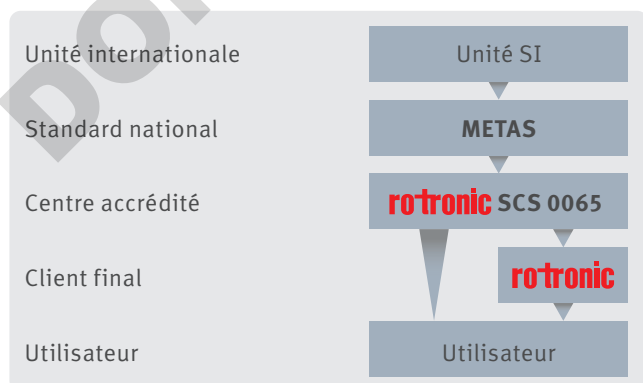 Unité internationale Unité SI
Standard national METAS
Centre accrédité rotronic SCS 0065
Client final rotronic
Utilisateur Utilisateur